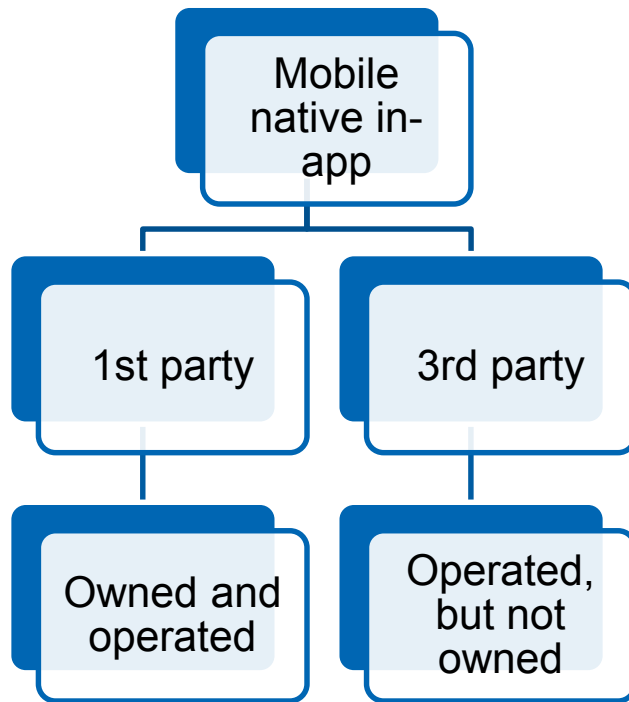 Mobile
native in-
app
1st party
3rd party
Owned and
operated
Operated,
but not
owned